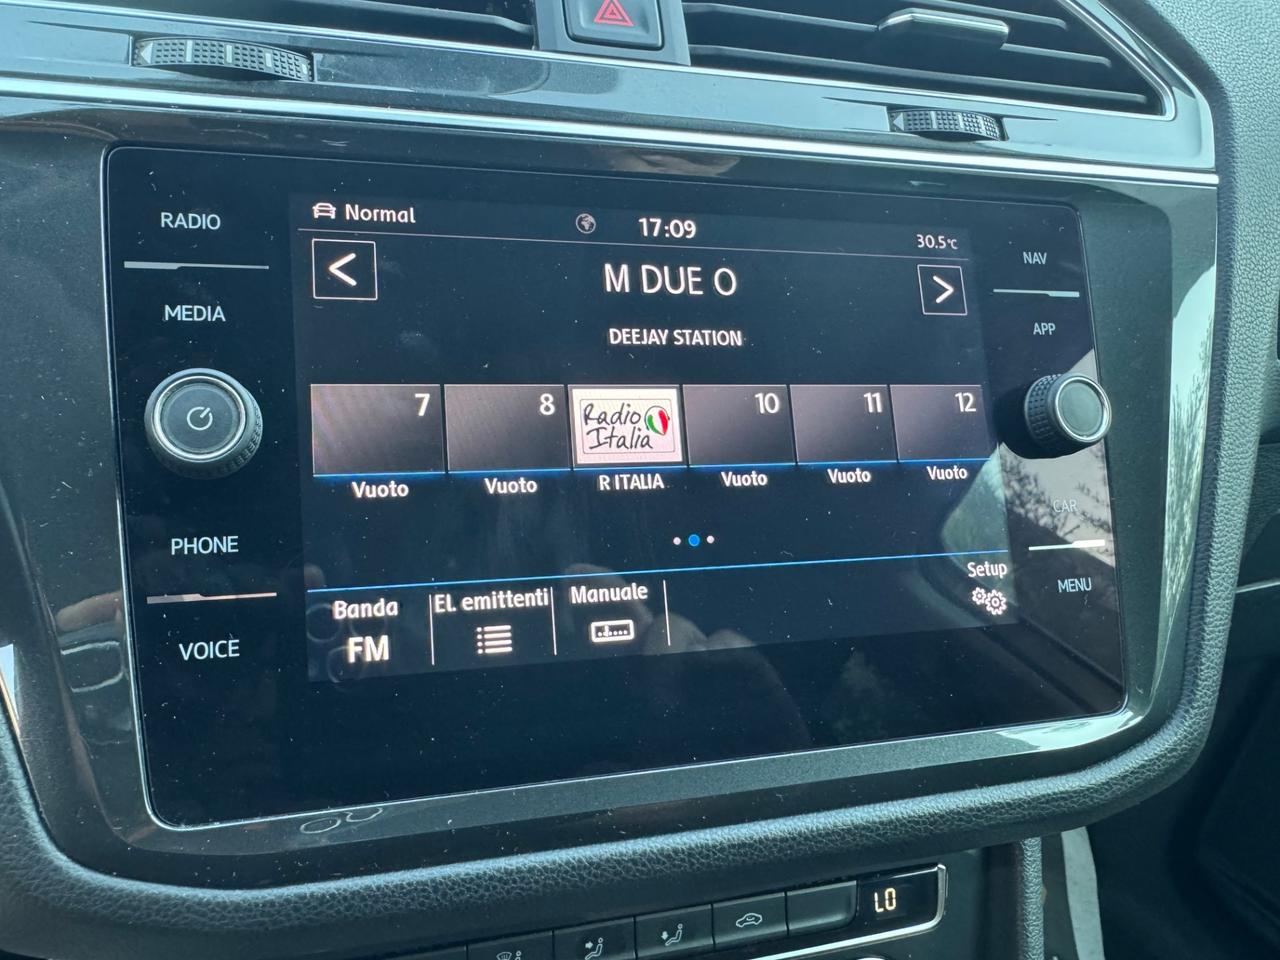 RADIO
MEDIA
PHONE
VOICE
Normal
17:09
30.5°C
<
M DUE O
>
DEEJAY STATION
7
8
Radio
Italia
10
11
12
Vuoto
Vuoto
R ITALIA
Vuoto
Vuoto
Vuoto
Banda
FM
El. emittenti
Manuale
Setup
NAV
APP
CAR
MENU
LO